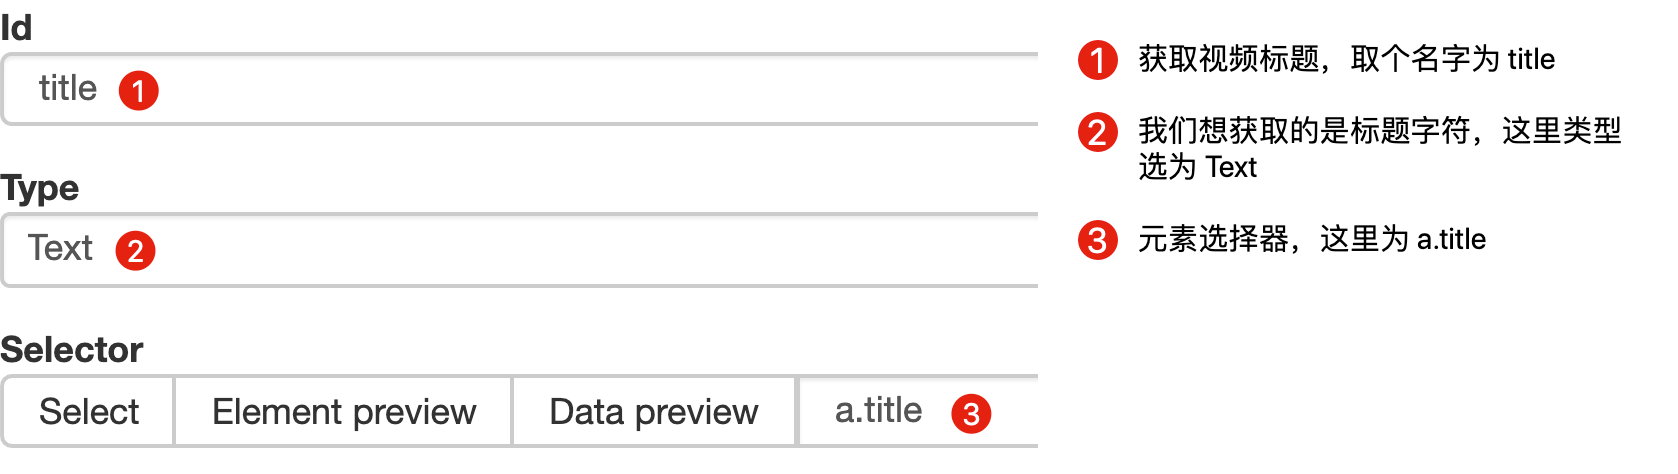 Id
title 1
Type
Text 2
Selector
Select Element preview Data preview a.title 3
1 获取视频标题，取个名字为 title
2 我们想获取的是标题字符，这里类型
选为 Text
3 元素选择器，这里为 a.title